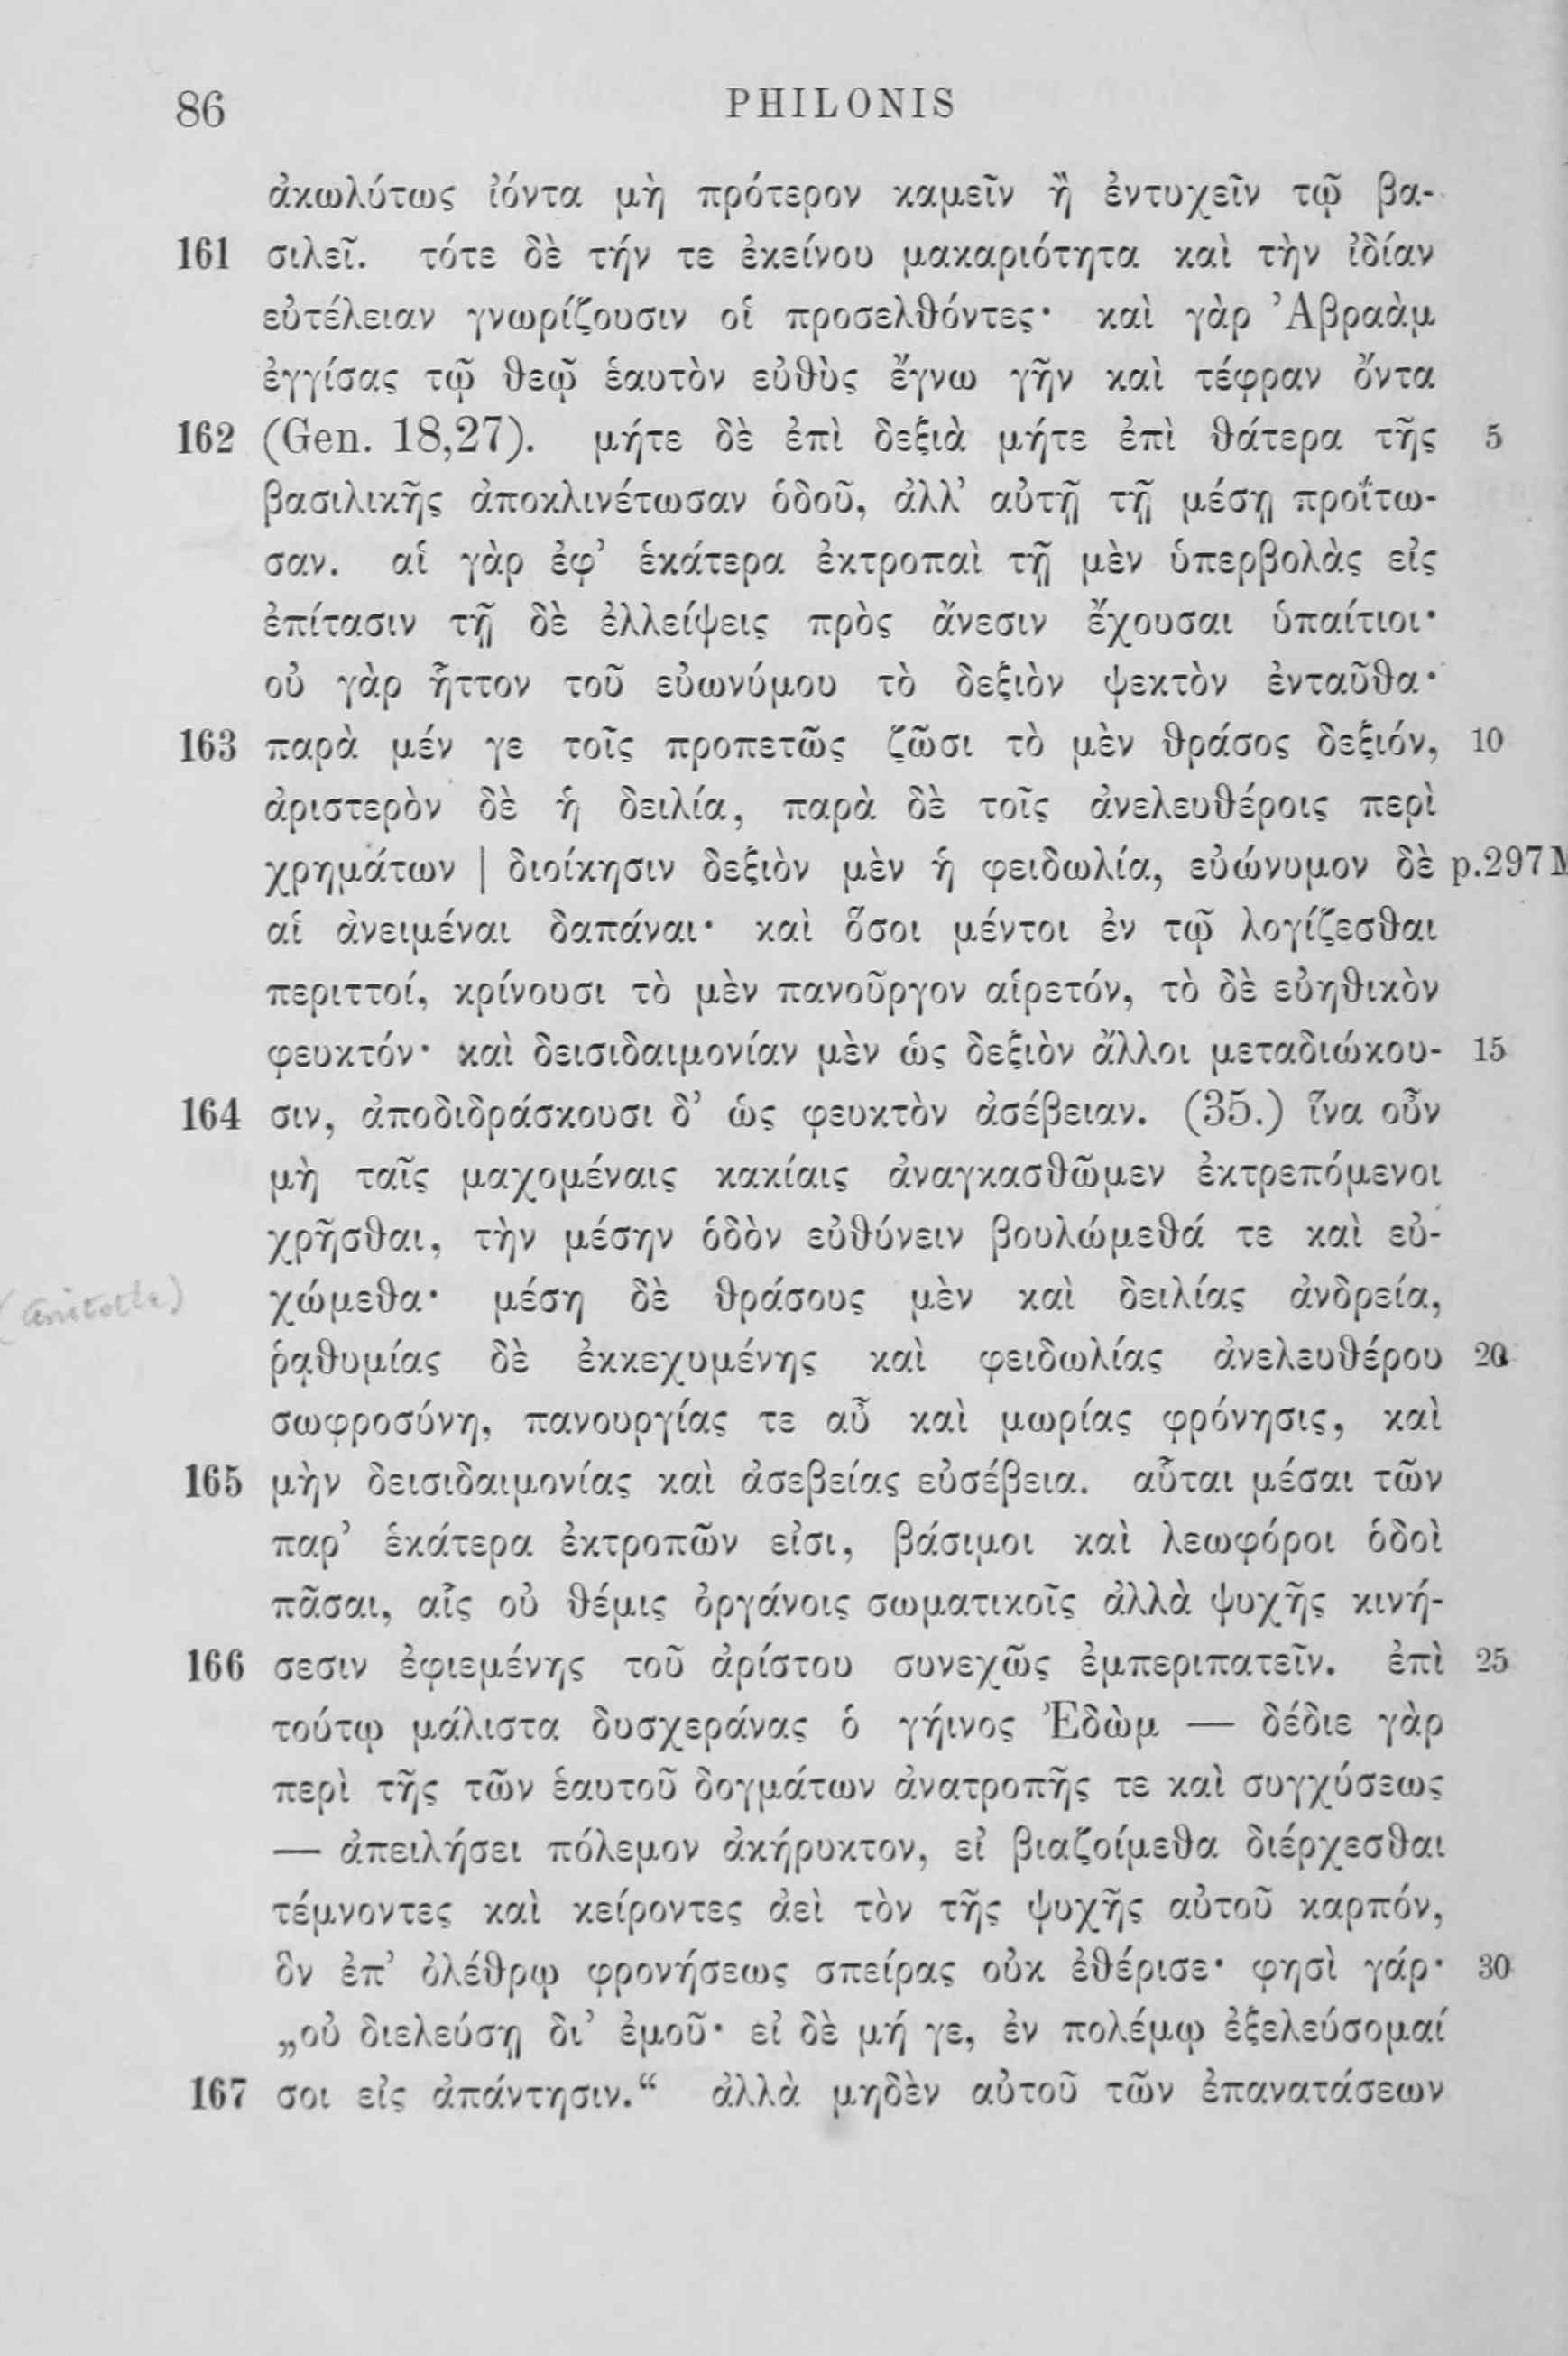 86 PHILONIS
ἀκωλύτως ἰόντα μὴ πρότερον καμεῖν ἢ ἐντυχεῖν τῷ βα-
161 σιλεῖ. τότε δὲ τήν τε ἐκείνου μακαριότητα καὶ τὴν ἰδίαν
εὐτέλειαν γνωρίζουσιν οἱ προσελθόντες· καὶ γὰρ Ἀβραὰμ
ἐγγίσας τῷ θεῷ ἑαυτὸν εὐθὺς ἔγνω γῆν καὶ τέφραν ὄντα
162 (Gen. 18,27). μήτε δὲ ἐπὶ δεξιὰ μήτε ἐπὶ θάτερα τῆς 5
βασιλικῆς ἀποκλινέτωσαν ὁδοῦ, ἀλλ’ αὐτῇ τῇ μέσῃ προΐτω-
σαν. αἱ γὰρ ἐφ’ ἑκάτερα ἐκτροπαὶ τῇ μὲν ὑπερβολὰς εἰς
ἐπίτασιν τῇ δὲ ἐλλείψεις πρὸς ἄνεσιν ἔχουσαι ὑπαίτιοι·
οὐ γὰρ ἧττον τοῦ εὐωνύμου τὸ δεξιὸν ψεκτὸν ἐνταῦθα·
163 παρὰ μέν γε τοῖς προπετῶς ζῶσι τὸ μὲν θράσος δεξιόν, 10
ἀριστερὸν δὲ ἡ δειλία, παρὰ δὲ τοῖς ἀνελευθέροις περὶ
χρημάτων | διοίκησιν δεξιὸν μὲν ἡ φειδωλία, εὐώνυμον δὲ p.297 M
αἱ ἀνειμέναι δαπάναι· καὶ ὅσοι μέντοι ἐν τῷ λογίζεσθαι
περιττοί, κρίνουσι τὸ μὲν πανοῦργον αἱρετόν, τὸ δὲ εὐηθικὸν
φευκτόν· καὶ δεισιδαιμονίαν μὲν ὡς δεξιὸν ἄλλοι μεταδιώκου- 15
164 σιν, ἀποδιδράσκουσι δ’ ὡς φευκτὸν ἀσέβειαν. (35.) ἵνα οὖν
μὴ ταῖς μαχομέναις κακίαις ἀναγκασθῶμεν ἐκτρεπόμενοι
χρῆσθαι, τὴν μέσην ὁδὸν εὐθύνειν βουλώμεθά τε καὶ εὐ-
(Aristotle) χώμεθα· μέση δὲ θράσους μὲν καὶ δειλίας ἀνδρεία,
ῥᾳθυμίας δὲ ἐκκεχυμένης καὶ φειδωλίας ἀνελευθέρου 20
σωφροσύνη, πανουργίας τε αὖ καὶ μωρίας φρόνησις, καὶ
165 μὴν δεισιδαιμονίας καὶ ἀσεβείας εὐσέβεια. αὗται μέσαι τῶν
παρ’ ἑκάτερα ἐκτροπῶν εἰσι, βάσιμοι καὶ λεωφόροι ὁδοὶ
πᾶσαι, αἷς οὐ θέμις ὀργάνοις σωματικοῖς ἀλλὰ ψυχῆς κινή-
166 σεσιν ἐφιεμένης τοῦ ἀρίστου συνεχῶς ἐμπεριπατεῖν. ἐπὶ 25
τούτῳ μάλιστα δυσχεράνας ὁ γήινος Ἐδὼμ — δέδιε γὰρ
περὶ τῆς τῶν ἑαυτοῦ δογμάτων ἀνατροπῆς τε καὶ συγχύσεως
— ἀπειλήσει πόλεμον ἀκήρυκτον, εἰ βιαζοίμεθα διέρχεσθαι
τέμνοντες καὶ κείροντες ἀεὶ τὸν τῆς ψυχῆς αὐτοῦ καρπόν,
ὃν ἐπ’ ὀλέθρῳ φρονήσεως σπείρας οὐκ ἐθέρισε· φησὶ γάρ· 30
„οὐ διελεύσῃ δι’ ἐμοῦ· εἰ δὲ μή γε, ἐν πολέμῳ ἐξελεύσομαί
167 σοι εἰς ἀπάντησιν.“ ἀλλὰ μηδὲν αὐτοῦ τῶν ἐπανατάσεων